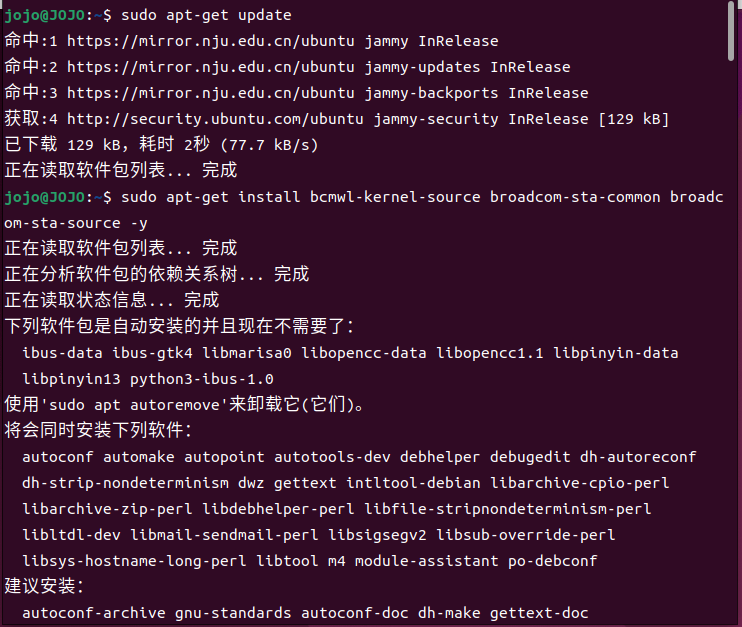 jojo@JOJO:~$ sudo apt-get update
命中:1 https://mirror.nju.edu.cn/ubuntu jammy InRelease
命中:2 https://mirror.nju.edu.cn/ubuntu jammy-updates InRelease
命中:3 https://mirror.nju.edu.cn/ubuntu jammy-backports InRelease
获取:4 http://security.ubuntu.com/ubuntu jammy-security InRelease [129 kB]
已下载 129 kB，耗时 2秒 (77.7 kB/s)
正在读取软件包列表... 完成
jojo@JOJO:~$ sudo apt-get install bcmwl-kernel-source broadcom-sta-common broadc
om-sta-source -y
正在读取软件包列表... 完成
正在分析软件包的依赖关系树... 完成
正在读取状态信息... 完成
下列软件包是自动安装的并且现在不需要了：
  ibus-data ibus-gtk4 libmarisa0 libopencc-data libopencc1.1 libpinyin-data
  libpinyin13 python3-ibus-1.0
使用'sudo apt autoremove'来卸载它(它们)。
将会同时安装下列软件：
  autoconf automake autopoint autotools-dev debhelper debugedit dh-autoreconf
  dh-strip-nondeterminism dwz gettext intltool-debian libarchive-cpio-perl
  libarchive-zip-perl libdebhelper-perl libfile-stripnondeterminism-perl
  libltdl-dev libmail-sendmail-perl libsigsegv2 libsub-override-perl
  libsys-hostname-long-perl libtool m4 module-assistant po-debconf
建议安装：
  autoconf-archive gnu-standards autoconf-doc dh-make gettext-doc